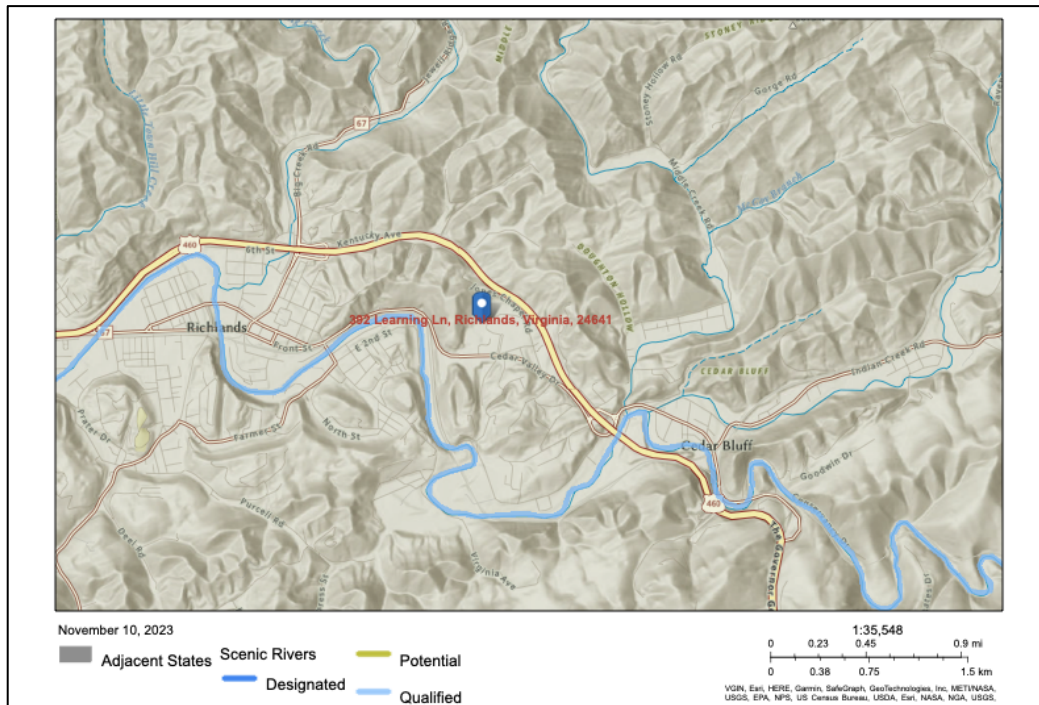 STONEY RIDGE
MIDDLE
Jewell Ridge
Stoney Hollow Rd
Gorge Rd
67
Big Creek Rd
Middle Creek Rd
McCoy Branch
460
6th St
Kentucky Ave
DOUGHTON HOLLOW
392 Learning Ln, Richlands, Virginia, 24641
Richlands
67
Front St
E 2nd St
Cedar Valley Dr
CEDAR BLUFF
Indian Creek Rd
Prater Dr
Farmer St
North St
Cedar Bluff
Goodwin Dr
460
Purcell Rd
Deel Rd
Virginia Ave
November 10, 2023
Adjacent States
Scenic Rivers
Designated
Potential
Qualified
1:35,548
0 0.23 0.45 0.9 mi
0 0.38 0.75 1.5 km
VGIN, Esri, HERE, Garmin, SafeGraph, GeoTechnologies, Inc, METI/NASA,
USGS, EPA, NPS, US Census Bureau, USDA, Esri, NASA, NGA, USGS,